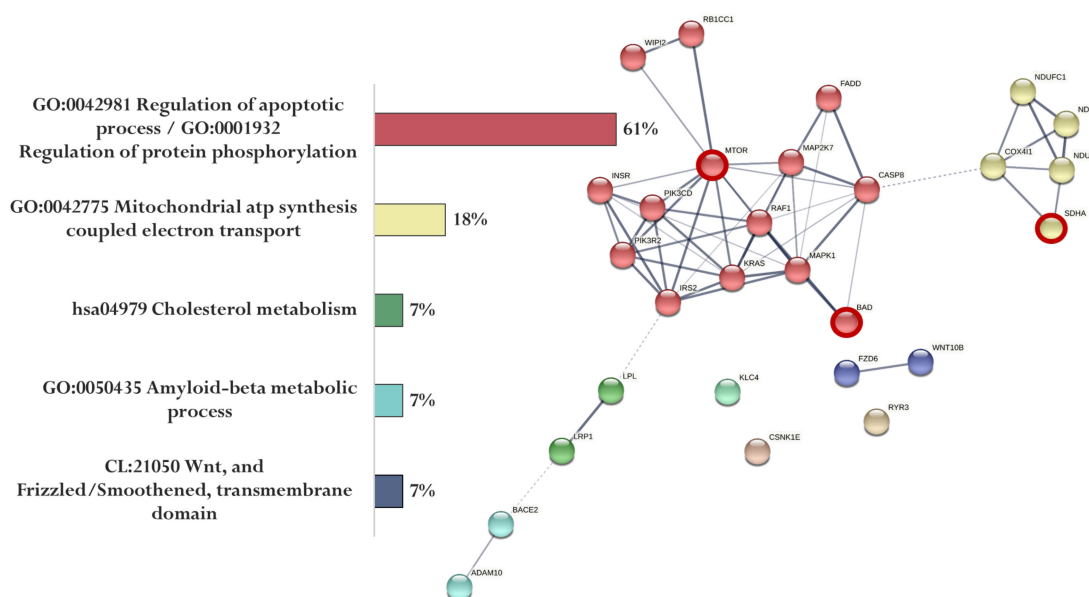 GO:0042981 Regulation of apoptotic
process / GO:0001932
Regulation of protein phosphorylation
61%
GO:0042775 Mitochondrial atp synthesis
coupled electron transport
18%
hsa04979 Cholesterol metabolism
7%
GO:0050435 Amyloid-beta metabolic
process
7%
CL:21050 Wnt, and
Frizzled/Smoothened, transmembrane
domain
7%
RB1CC1
WIPI2
FADD
NDUFC1
ND
MTOR
MAP2K7
COX4I1
NDU
CASP8
INSR
PIK3CD
RAF1
SDHA
PIK3R2
KRAS
MAPK1
IRS2
BAD
FZD6
WNT10B
LPL
KLC4
RYR3
LRP1
CSNK1E
BACE2
ADAM10